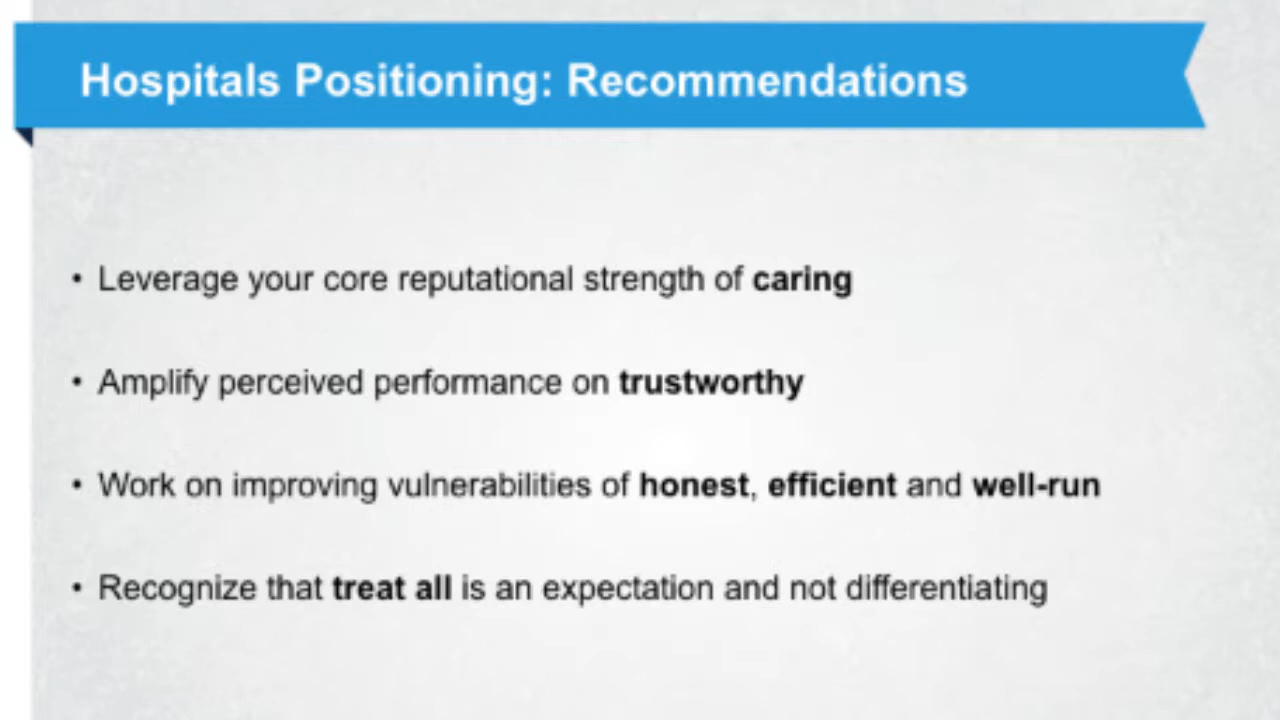 Hospitals Positioning: Recommendations
• Leverage your core reputational strength of caring
• Amplify perceived performance on trustworthy
• Work on improving vulnerabilities of honest, efficient and well-run
• Recognize that treat all is an expectation and not differentiating